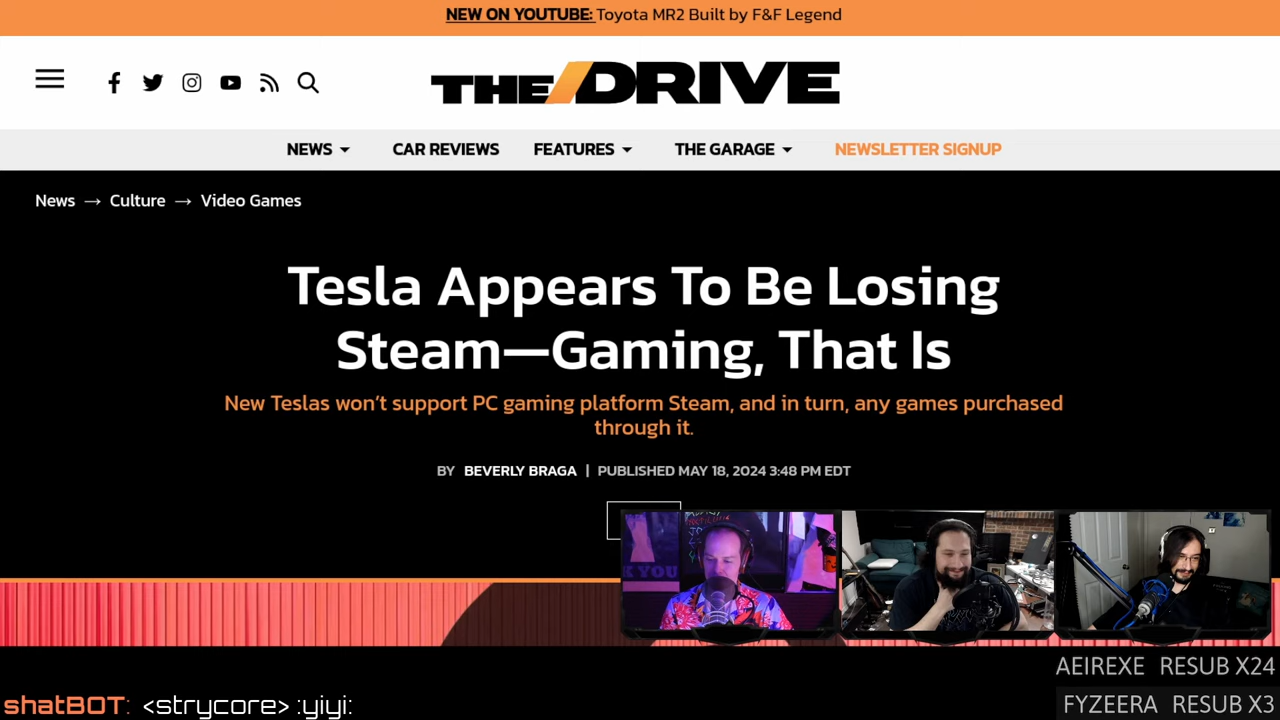 NEW ON YOUTUBE: Toyota MR2 Built by F&F Legend
THE DRIVE
NEWS
CAR REVIEWS
FEATURES
THE GARAGE
NEWSLETTER SIGNUP
News → Culture → Video Games
Tesla Appears To Be Losing
Steam—Gaming, That Is
New Teslas won't support PC gaming platform Steam, and in turn, any games purchased
through it.
BY BEVERLY BRAGA | PUBLISHED MAY 18, 2024 3:48 PM EDT
K YOU
AEIREXE RESUB X24
FYZEERA RESUB X3
shatBOT: <strycore> :yiyi: